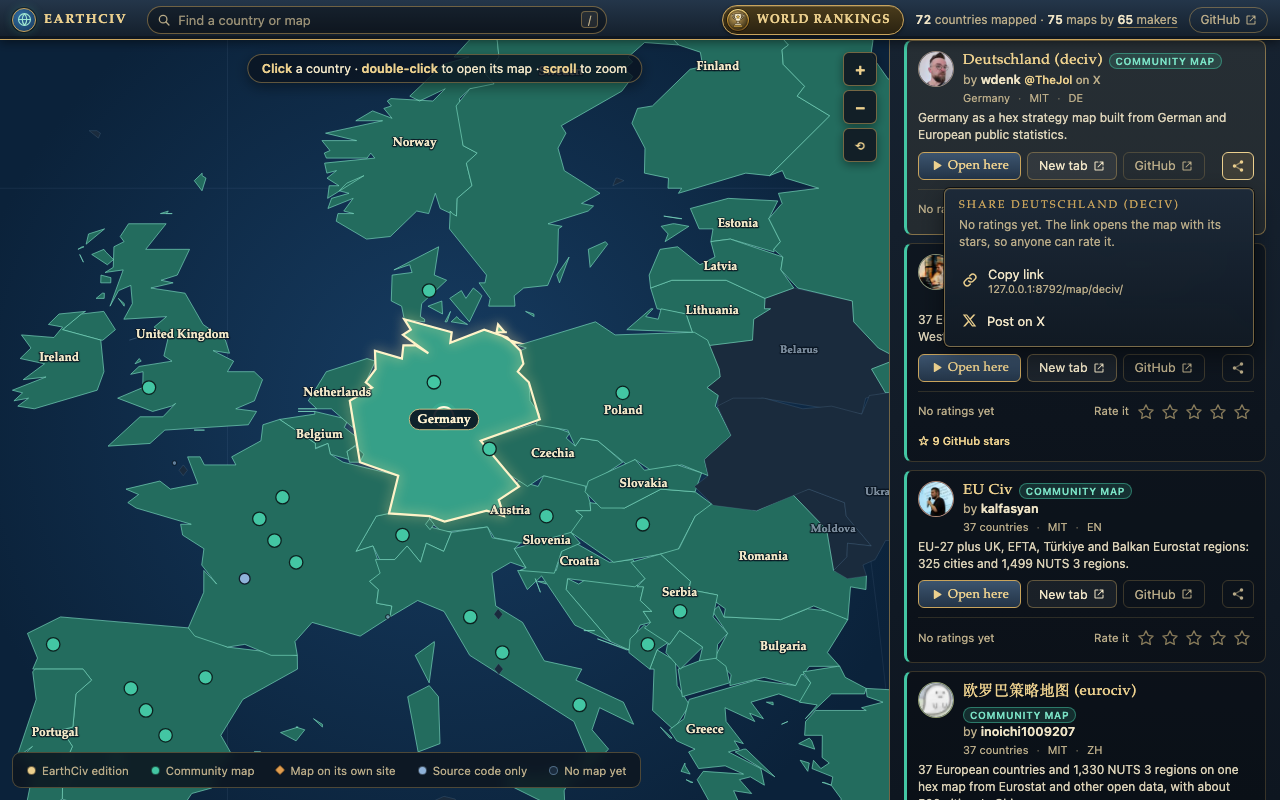 EARTHCIV
Find a country or map
/
WORLD RANKINGS
72 countries mapped · 75 maps by 65 makers
GitHub
Click a country · double-click to open its map · scroll to zoom
+
−
Finland
Norway
Estonia
Latvia
Lithuania
Belarus
United Kingdom
Ireland
Netherlands
Germany
Poland
Belgium
Czechia
Slovakia
Ukra
Austria
Moldova
Slovenia
Croatia
Romania
Serbia
Bulgaria
Portugal
Greece
EarthCiv edition
Community map
Map on its own site
Source code only
No map yet
Deutschland (deciv) COMMUNITY MAP
by wdenk @TheJol on X
Germany · MIT · DE
Germany as a hex strategy map built from German and
European public statistics.
Open here
New tab
GitHub
No ra
SHARE DEUTSCHLAND (DECIV)
No ratings yet. The link opens the map with its
stars, so anyone can rate it.
Copy link
127.0.0.1:8792/map/deciv/
Post on X
37 E
West
Open here
New tab
GitHub
No ratings yet
Rate it
9 GitHub stars
EU Civ COMMUNITY MAP
by kalfasyan
37 countries · MIT · EN
EU-27 plus UK, EFTA, Türkiye and Balkan Eurostat regions:
325 cities and 1,499 NUTS 3 regions.
Open here
New tab
GitHub
No ratings yet
Rate it
欧罗巴策略地图 (eurociv)
COMMUNITY MAP
by inoichi1009207
37 countries · MIT · ZH
37 European countries and 1,330 NUTS 3 regions on one
hex map from Eurostat and other open data, with about